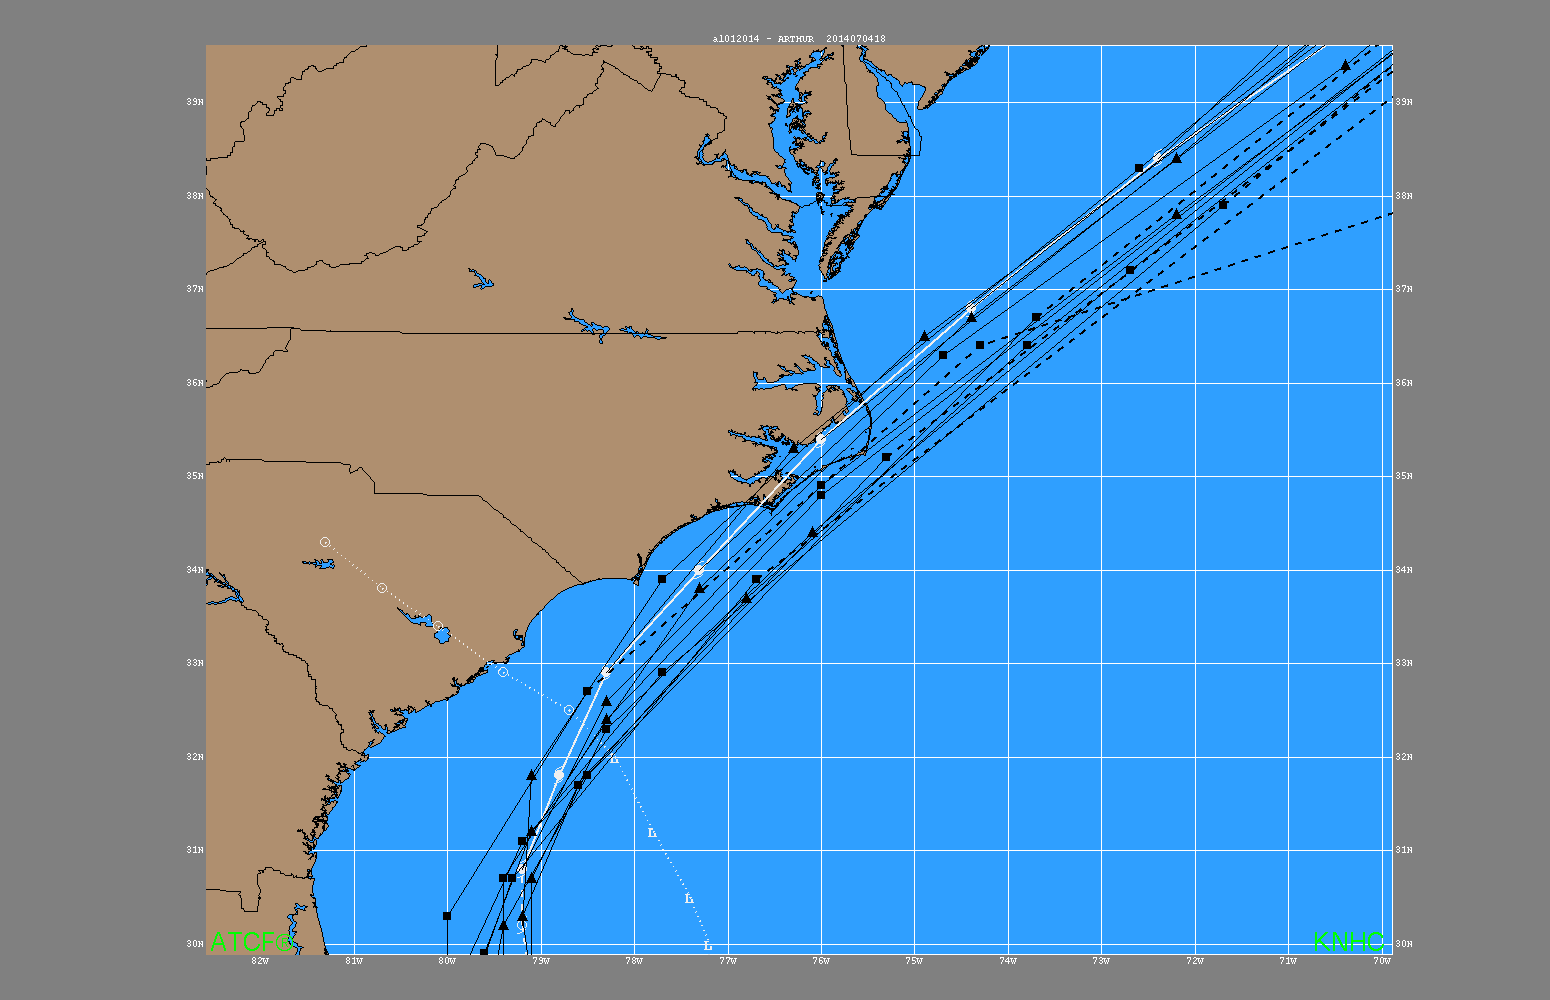 al012014 - ARTHUR 2014070418
39N 39N
38N 38N
37N 37N
36N 36N
35N 35N
34N 34N
33N 33N
32N 32N
L
L
31N 31N
L
30N L 30N
ATCF® KNHC
82W 81W 80W 79W 78W 77W 76W 75W 74W 73W 72W 71W 70W